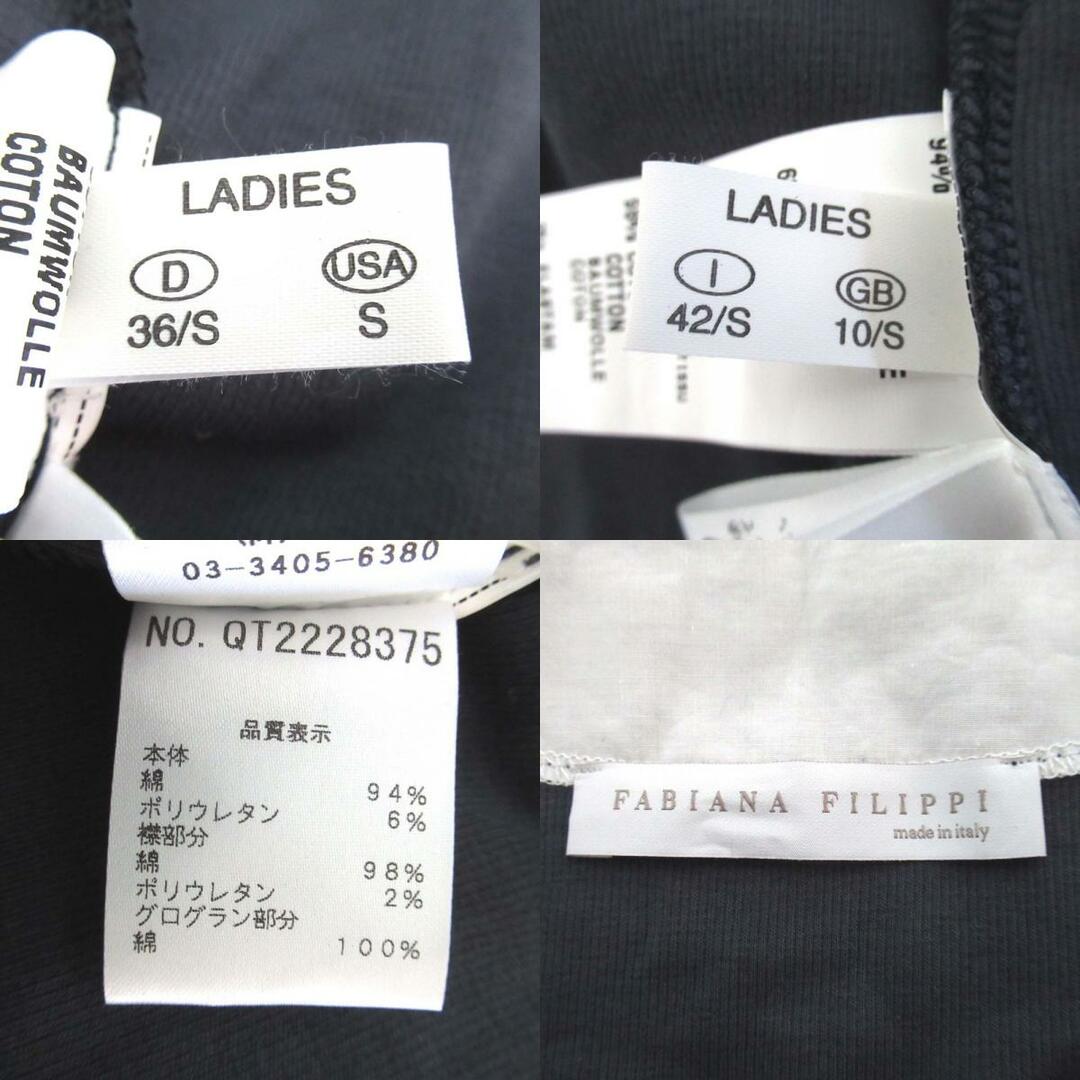 BAUMWOLLE
COTON
LADIES
D
USA
36/S
S
94%
LADIES
I
GB
42/S
10/S
COTTON
BAUMWOLLE
COTON
03-3405-6380
NO. QT2228375
品質表示
本体
綿 94%
ポリウレタン 6%
襟部分
綿 98%
ポリウレタン 2%
グログラン部分
綿 100%
FABIANA FILIPPI
made in italy